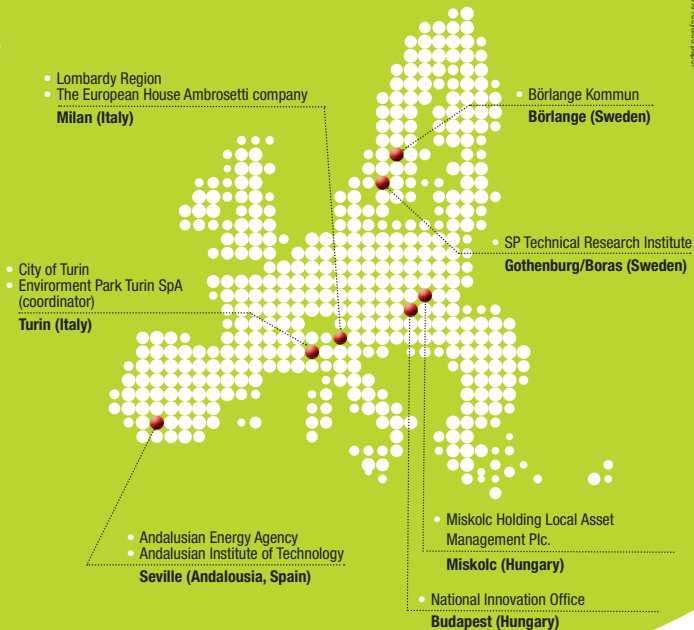 • Lombardy Region
• The European House Ambrosetti company
Milan (Italy)
• Börlange Kommun
Börlange (Sweden)
• SP Technical Research Institute
Gothenburg/Boras (Sweden)
• City of Turin
• Envirorment Park Turin SpA
(coordinator)
Turin (Italy)
• Andalusian Energy Agency
• Andalusian Institute of Technology
Seville (Andalousia, Spain)
• Miskolc Holding Local Asset
Management Plc.
Miskolc (Hungary)
• National Innovation Office
Budapest (Hungary)